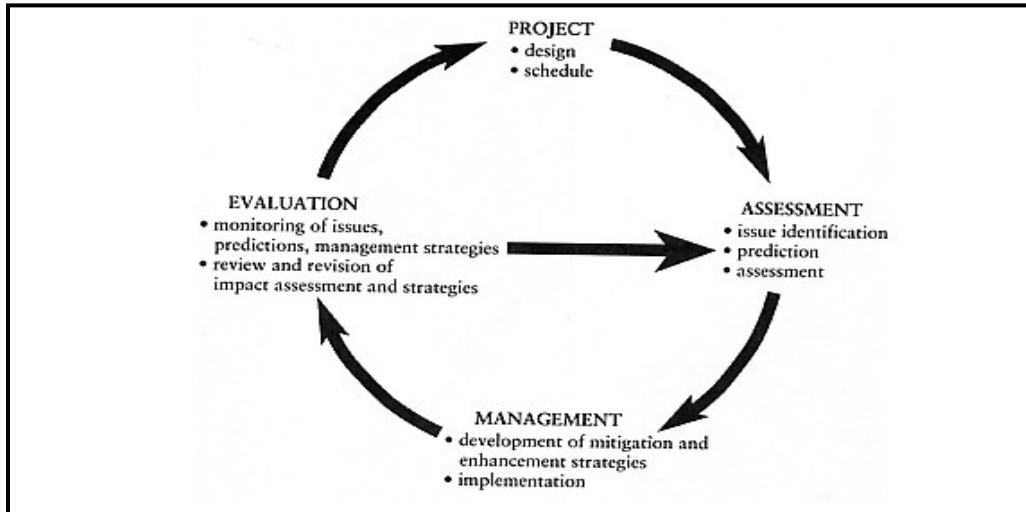 PROJECT
• design
• schedule
EVALUATION
• monitoring of issues,
predictions, management strategies
• review and revision of
impact assessment and strategies
ASSESSMENT
• issue identification
• prediction
• assessment
MANAGEMENT
• development of mitigation and
enhancement strategies
• implementation